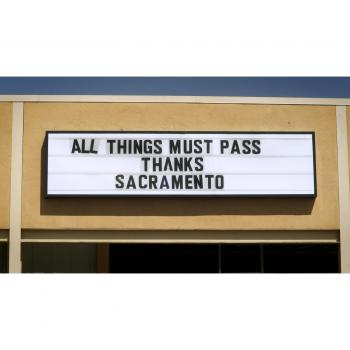 ALL THINGS MUST PASS
THANKS
SACRAMENTO